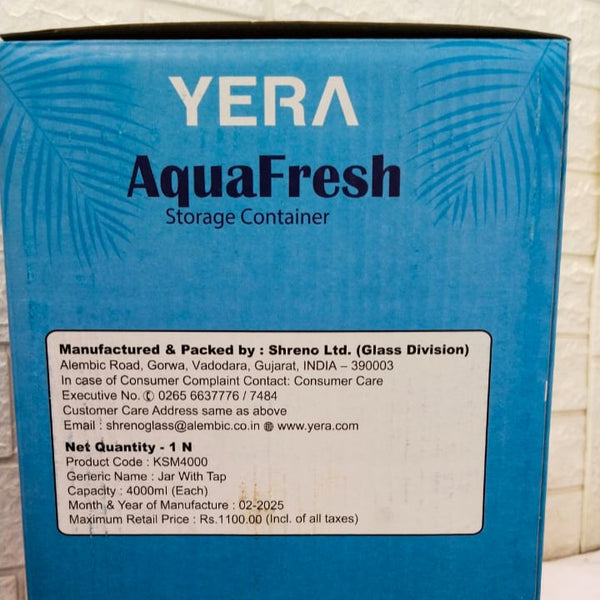 YERA
AquaFresh
Storage Container
Manufactured & Packed by : Shreno Ltd. (Glass Division)
Alembic Road, Gorwa, Vadodara, Gujarat, INDIA – 390003
In case of Consumer Complaint Contact: Consumer Care
Executive No. ✆ 0265 6637776 / 7484
Customer Care Address same as above
Email : shrenoglass@alembic.co.in 🌐 www.yera.com
Net Quantity - 1 N
Product Code : KSM4000
Generic Name : Jar With Tap
Capacity : 4000ml (Each)
Month & Year of Manufacture : 02-2025
Maximum Retail Price : Rs.1100.00 (Incl. of all taxes)